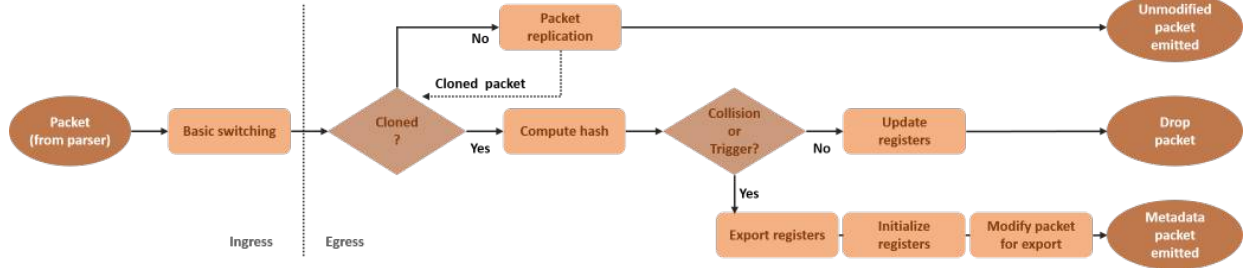 Packet
(from parser)
Basic switching
Ingress
Egress
Cloned
?
No
Yes
Packet
replication
Cloned packet
Unmodified
packet
emitted
Compute hash
Collision
or
Trigger?
No
Yes
Update
registers
Drop
packet
Export registers
Initialize
registers
Modify packet
for export
Metadata
packet
emitted